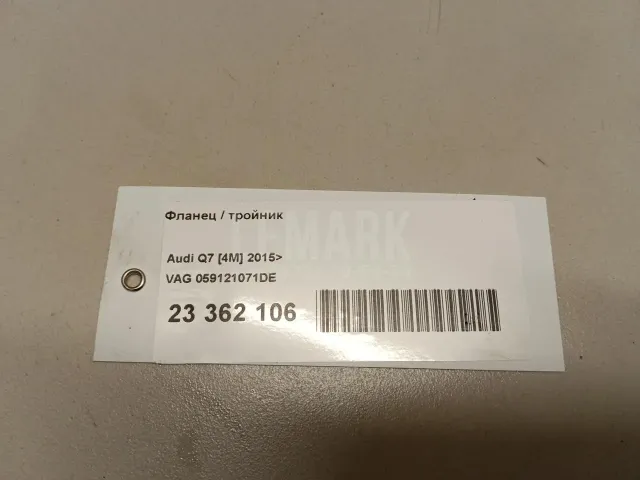 Фланец / тройник
Audi Q7 [4M] 2015>
VAG 059121071DE
23 362 106